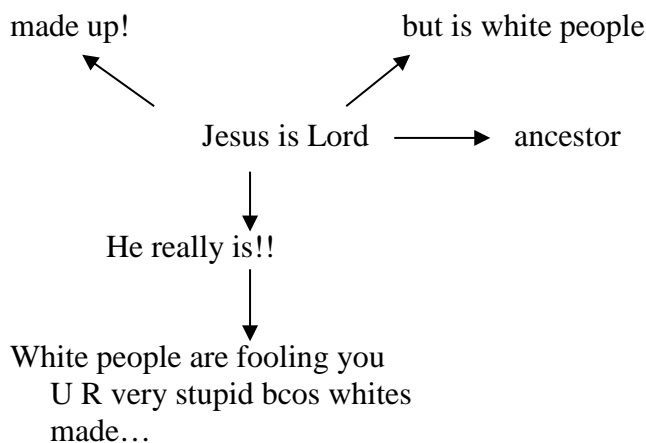 made up!
but is white people
Jesus is Lord
ancestor
He really is!!
White people are fooling you
U R very stupid bcos whites
made…